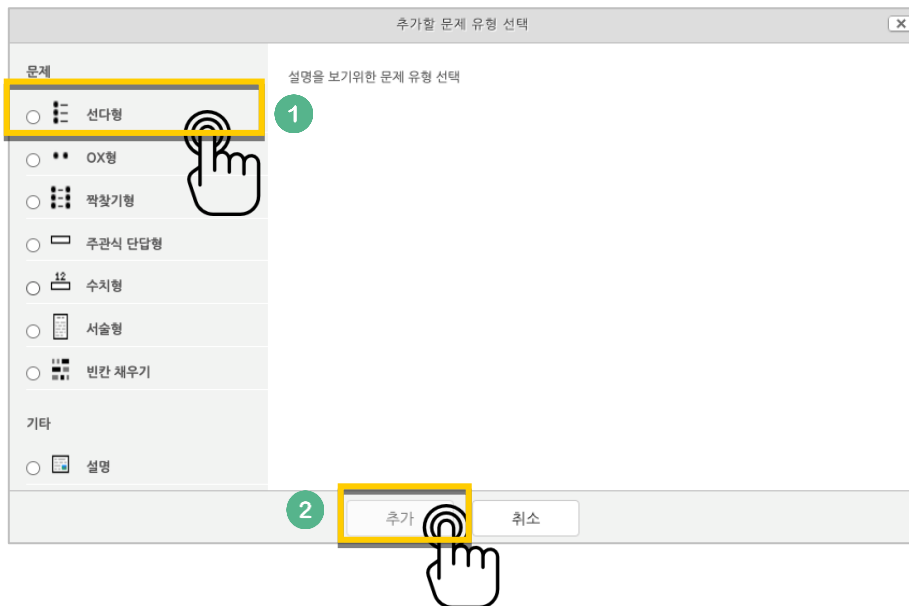 추가할 문제 유형 선택
문제
설명을 보기위한 문제 유형 선택
선다형
1
OX형
짝찾기형
주관식 단답형
12
수치형
서술형
빈칸 채우기
기타
설명
2
추가
취소